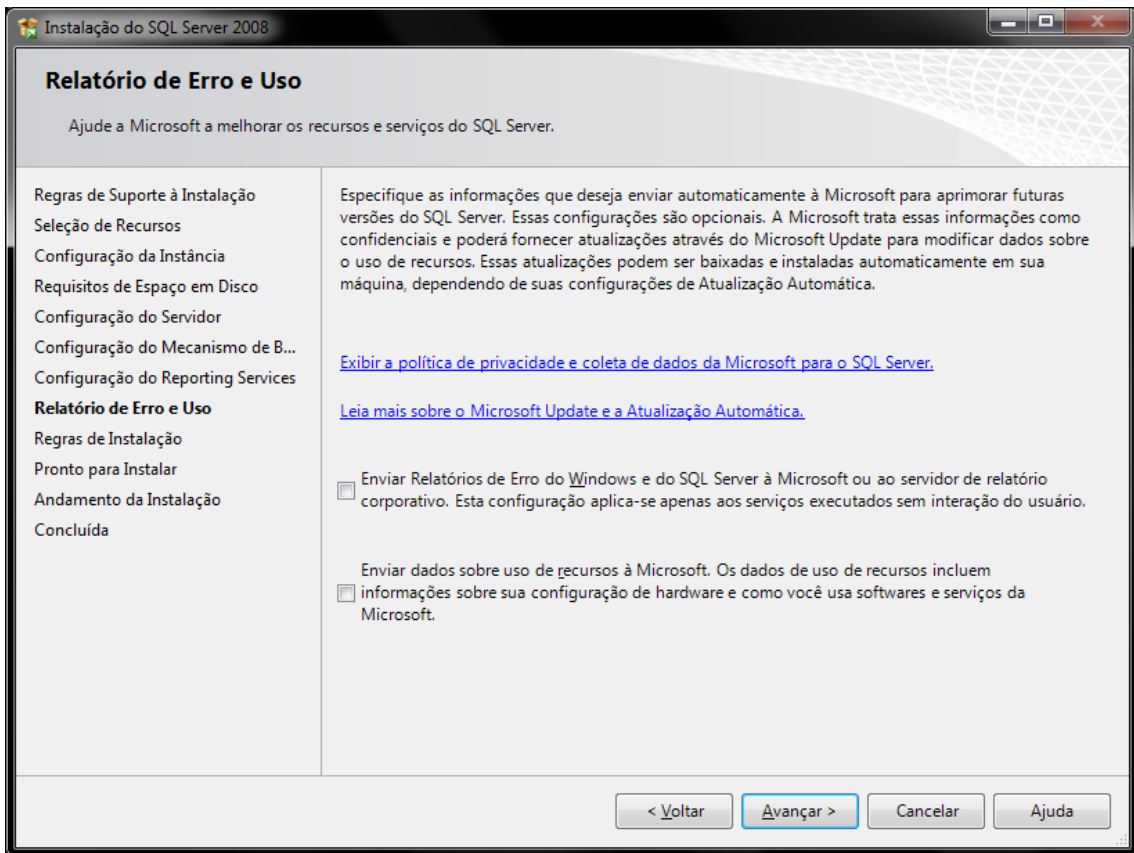 Instalação do SQL Server 2008
Relatório de Erro e Uso
Ajude a Microsoft a melhorar os recursos e serviços do SQL Server.
Regras de Suporte à Instalação
Seleção de Recursos
Configuração da Instância
Requisitos de Espaço em Disco
Configuração do Servidor
Configuração do Mecanismo de B...
Configuração do Reporting Services
Relatório de Erro e Uso
Regras de Instalação
Pronto para Instalar
Andamento da Instalação
Concluída
Especifique as informações que deseja enviar automaticamente à Microsoft para aprimorar futuras
versões do SQL Server. Essas configurações são opcionais. A Microsoft trata essas informações como
confidenciais e poderá fornecer atualizações através do Microsoft Update para modificar dados sobre
o uso de recursos. Essas atualizações podem ser baixadas e instaladas automaticamente em sua
máquina, dependendo de suas configurações de Atualização Automática.
Exibir a política de privacidade e coleta de dados da Microsoft para o SQL Server.
Leia mais sobre o Microsoft Update e a Atualização Automática.
Enviar Relatórios de Erro do Windows e do SQL Server à Microsoft ou ao servidor de relatório
corporativo. Esta configuração aplica-se apenas aos serviços executados sem interação do usuário.
Enviar dados sobre uso de recursos à Microsoft. Os dados de uso de recursos incluem
informações sobre sua configuração de hardware e como você usa softwares e serviços da
Microsoft.
< Voltar
Avançar >
Cancelar
Ajuda